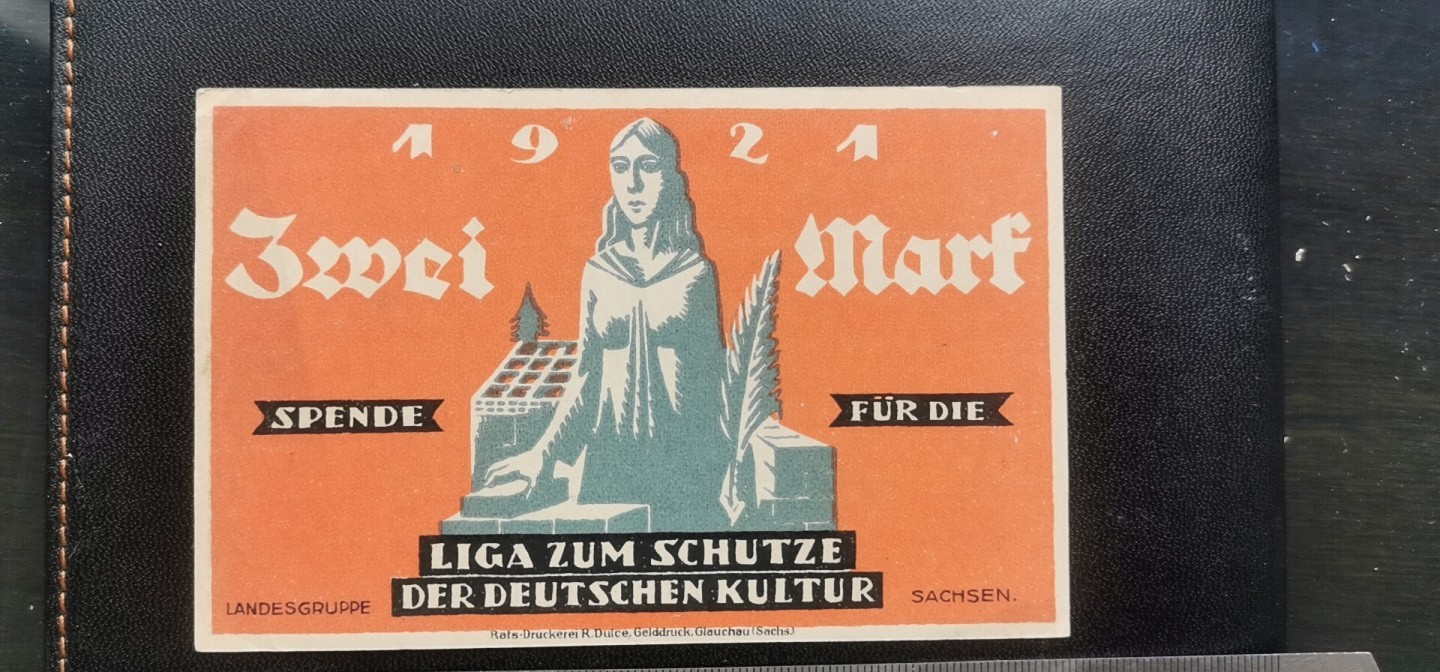 1921
Zwei Mark
SPENDE FÜR DIE
LIGA ZUM SCHUTZE
DER DEUTSCHEN KULTUR
LANDESGRUPPE SACHSEN.
Rats-Druckerei R. Dulce, Gelddruck, Glauchau (Sachs.)